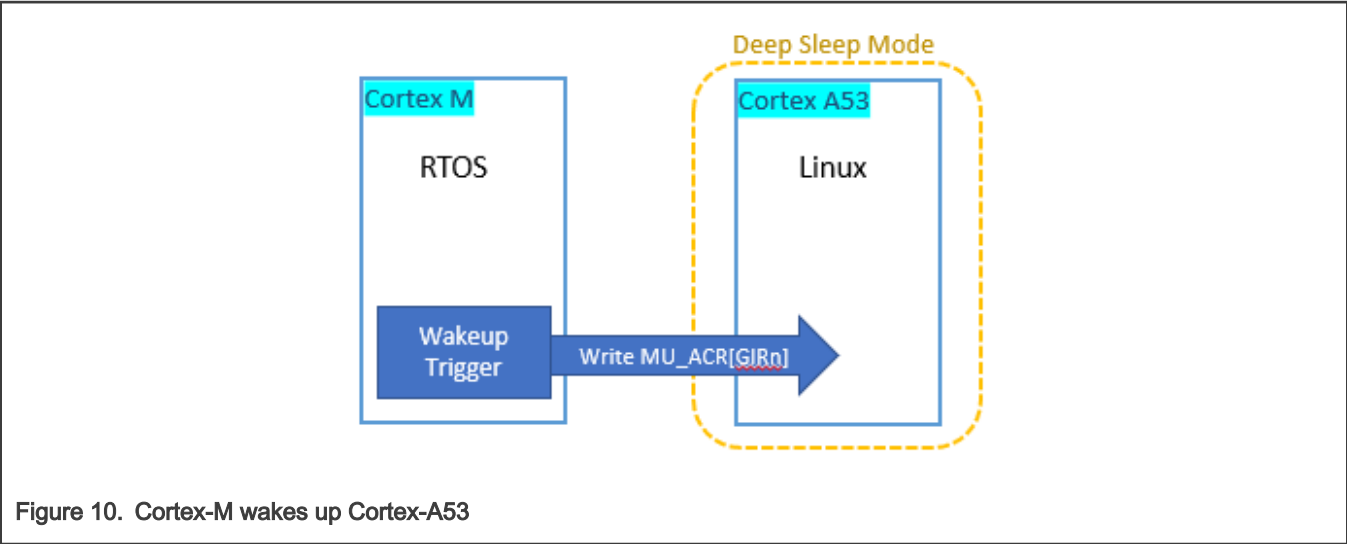 Deep Sleep Mode
Cortex M
Cortex A53
RTOS
Linux
Wakeup
Trigger
Write MU_ACR[GIRn]
Figure 10. Cortex-M wakes up Cortex-A53